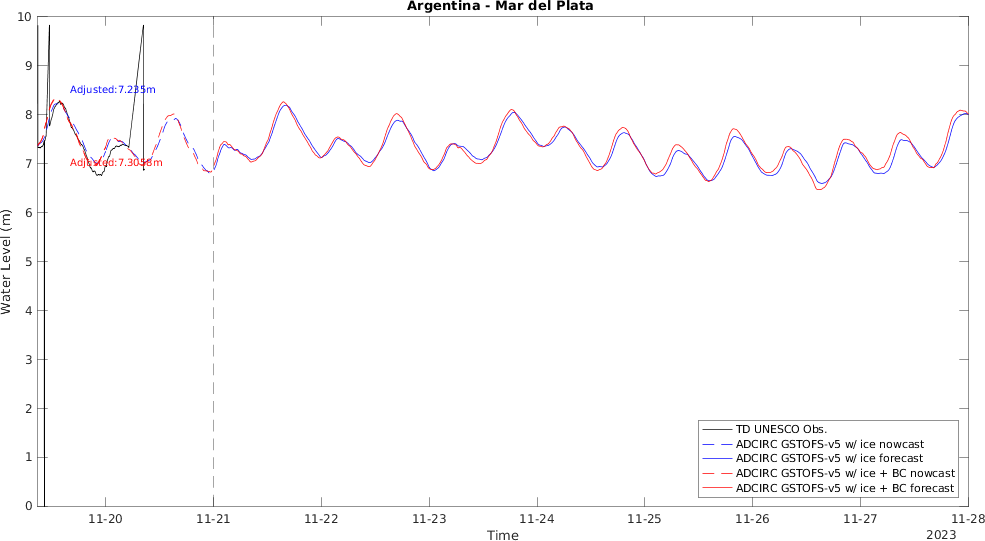 Argentina - Mar del Plata
10
9
8
7
6
5
4
3
2
1
0
Water Level (m)
Adjusted:7.235m
TD UNESCO Obs.
ADCIRC GSTOFS-v5 w/ ice nowcast
ADCIRC GSTOFS-v5 w/ ice forecast
ADCIRC GSTOFS-v5 w/ ice + BC nowcast
ADCIRC GSTOFS-v5 w/ ice + BC forecast
11-20 11-21 11-22 11-23 11-24 11-25 11-26 11-27 11-28
Time
2023